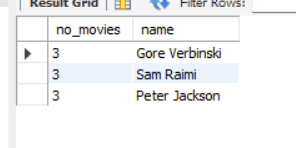 Result Grid Filter Rows:
no_movies name
3 Gore Verbinski
3 Sam Raimi
3 Peter Jackson